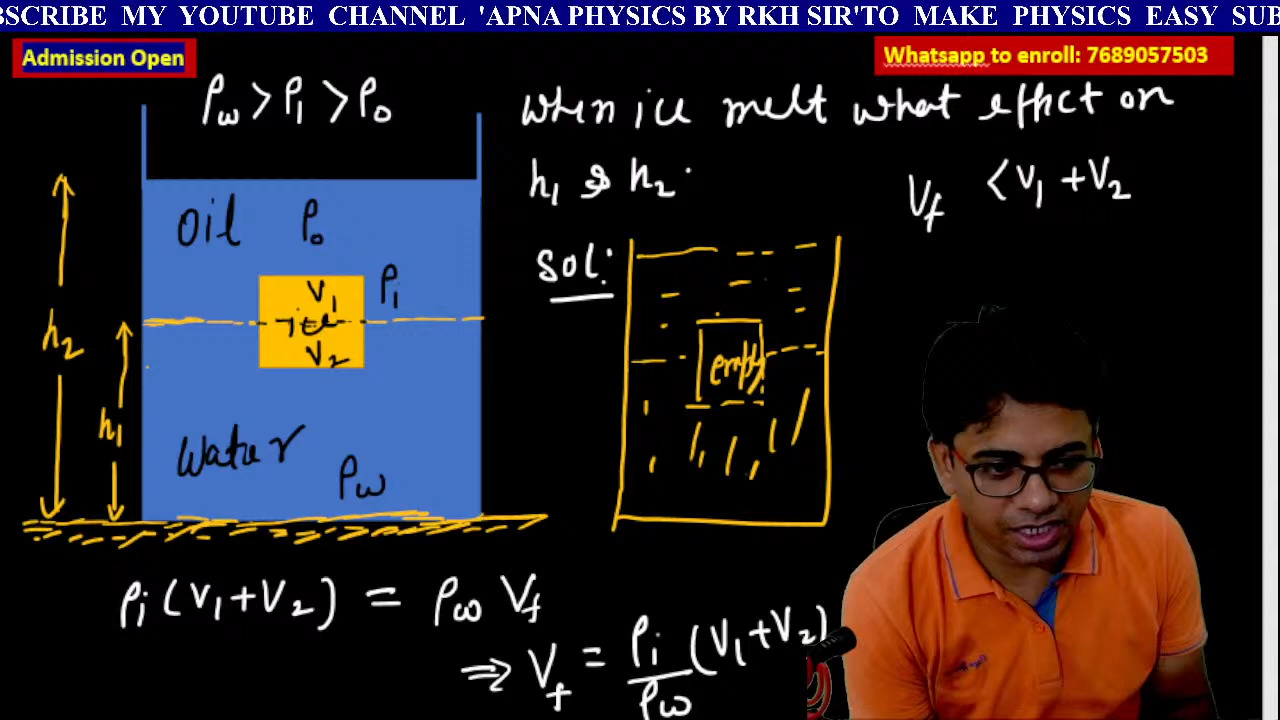 BSCRIBE MY YOUTUBE CHANNEL 'APNA PHYSICS BY RKH SIR'TO MAKE PHYSICS EASY SUB
Admission Open
Whatsapp to enroll: 7689057503
ρw > ρi > ρo
when ice melt what effect on
h1 & h2.
Vf < V1 + V2
oil ρo
ρi
V1
ice
V2
h2
h1
water
ρw
Sol:
empty
ρi (V1 + V2) = ρw Vf
⇒ Vf = ρi/ρw (V1 + V2)